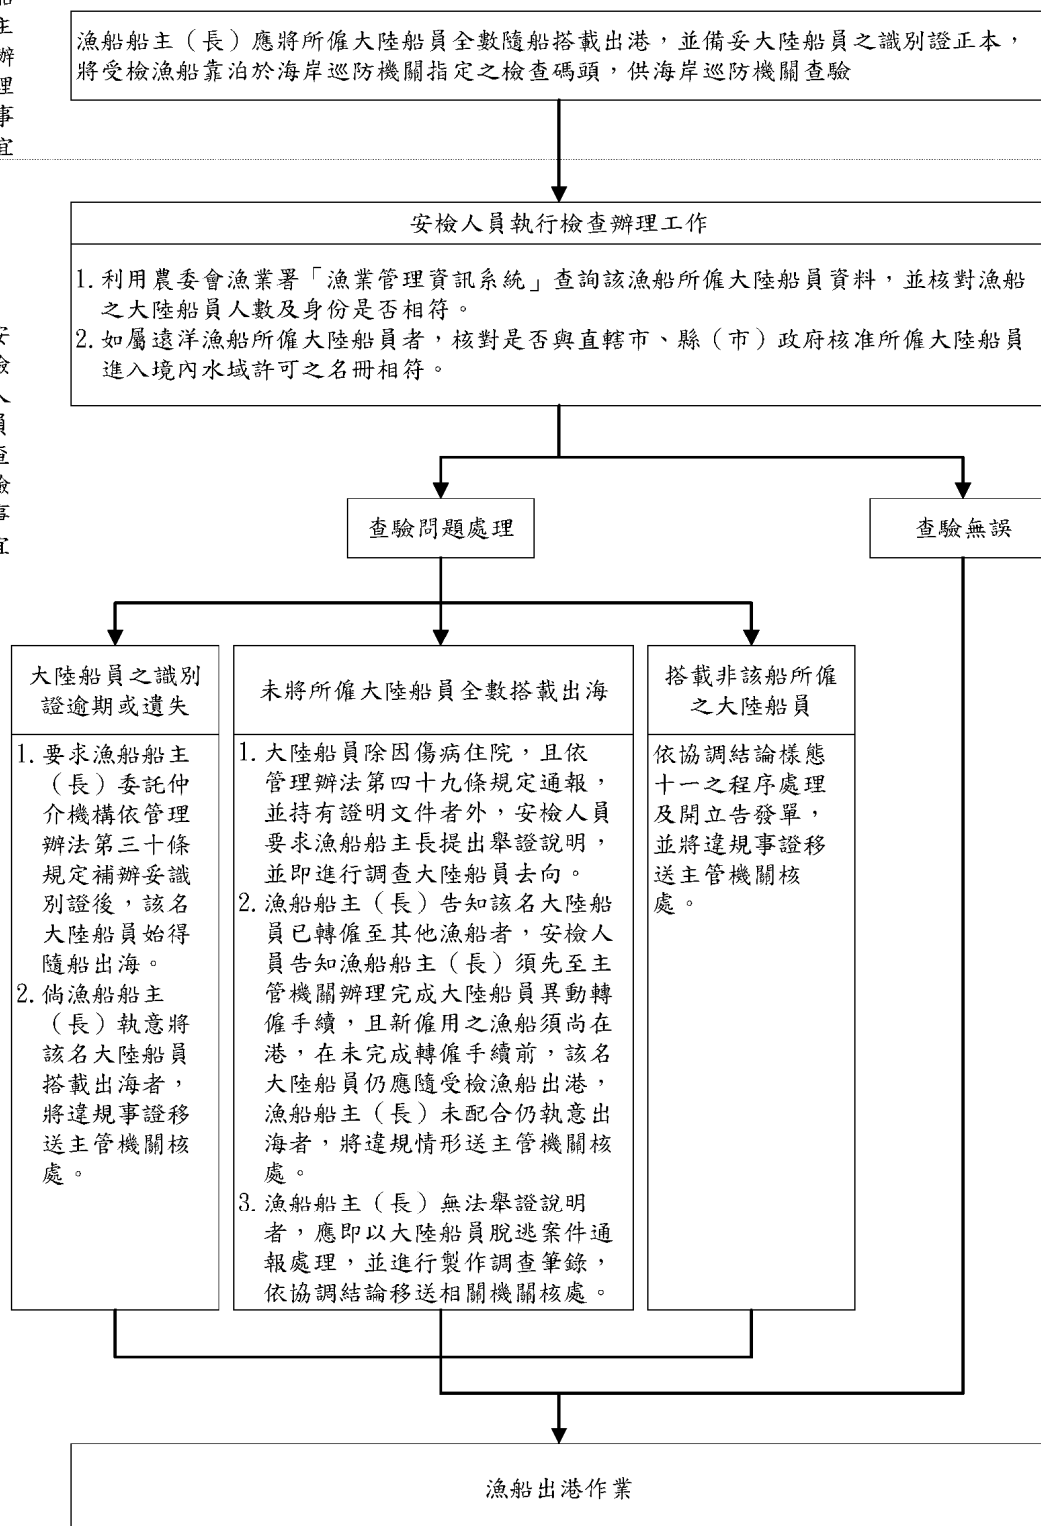 船
主
辦
理
事
宜
漁船船主（長）應將所僱大陸船員全數隨船搭載出港，並備妥大陸船員之識別證正本，
將受檢漁船靠泊於海岸巡防機關指定之檢查碼頭，供海岸巡防機關查驗
安
檢
人
員
查
驗
事
宜
安檢人員執行檢查辦理工作
1. 利用農委會漁業署「漁業管理資訊系統」查詢該漁船所僱大陸船員資料，並核對漁船
之大陸船員人數及身份是否相符。
2. 如屬遠洋漁船所僱大陸船員者，核對是否與直轄市、縣（市）政府核准所僱大陸船員
進入境內水域許可之名冊相符。
查驗問題處理
查驗無誤
大陸船員之識別
證逾期或遺失
1. 要求漁船船主
（長）委託仲
介機構依管理
辦法第三十條
規定補辦妥識
別證後，該名
大陸船員始得
隨船出海。
2. 倘漁船船主
（長）執意將
該名大陸船員
搭載出海者，
將違規事證移
送主管機關核
處。
未將所僱大陸船員全數搭載出海
1. 大陸船員除因傷病住院，且依
管理辦法第四十九條規定通報，
並持有證明文件者外，安檢人員
要求漁船船主長提出舉證說明，
並即進行調查大陸船員去向。
2. 漁船船主（長）告知該名大陸船
員已轉僱至其他漁船者，安檢人
員告知漁船船主（長）須先至主
管機關辦理完成大陸船員異動轉
僱手續，且新僱用之漁船須尚在
港，在未完成轉僱手續前，該名
大陸船員仍應隨受檢漁船出港，
漁船船主（長）未配合仍執意出
海者，將違規情形送主管機關核
處。
3. 漁船船主（長）無法舉證說明
者，應即以大陸船員脫逃案件通
報處理，並進行製作調查筆錄，
依協調結論移送相關機關核處。
搭載非該船所僱
之大陸船員
依協調結論樣態
十一之程序處理
及開立告發單，
並將違規事證移
送主管機關核
處。
漁船出港作業